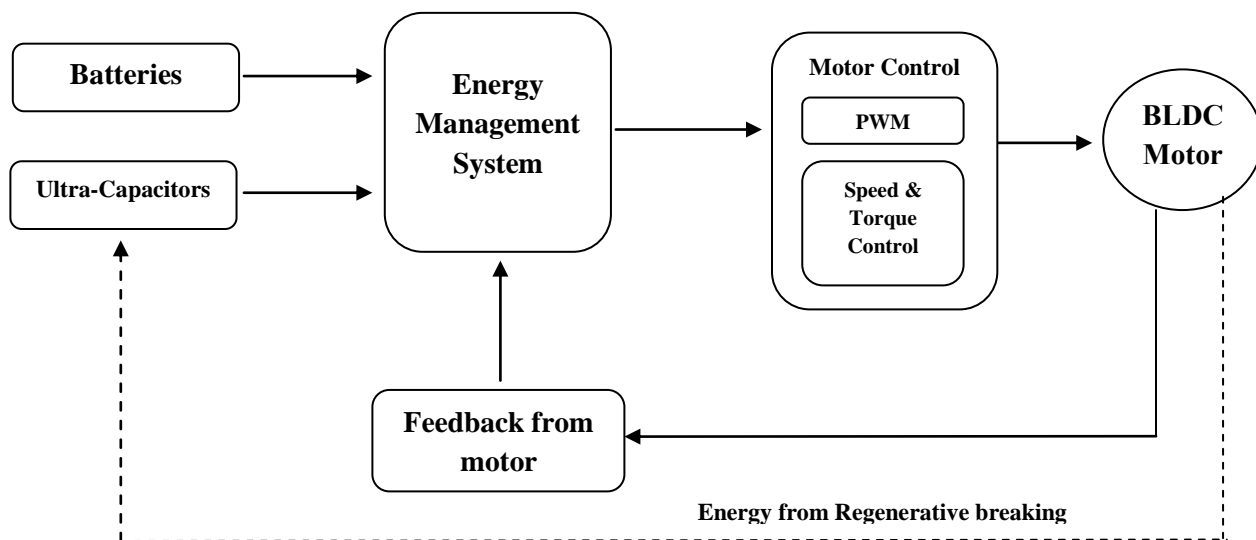 Batteries
Ultra-Capacitors
Energy
Management
System
Motor Control
PWM
Speed &
Torque
Control
BLDC
Motor
Feedback from
motor
Energy from Regenerative breaking